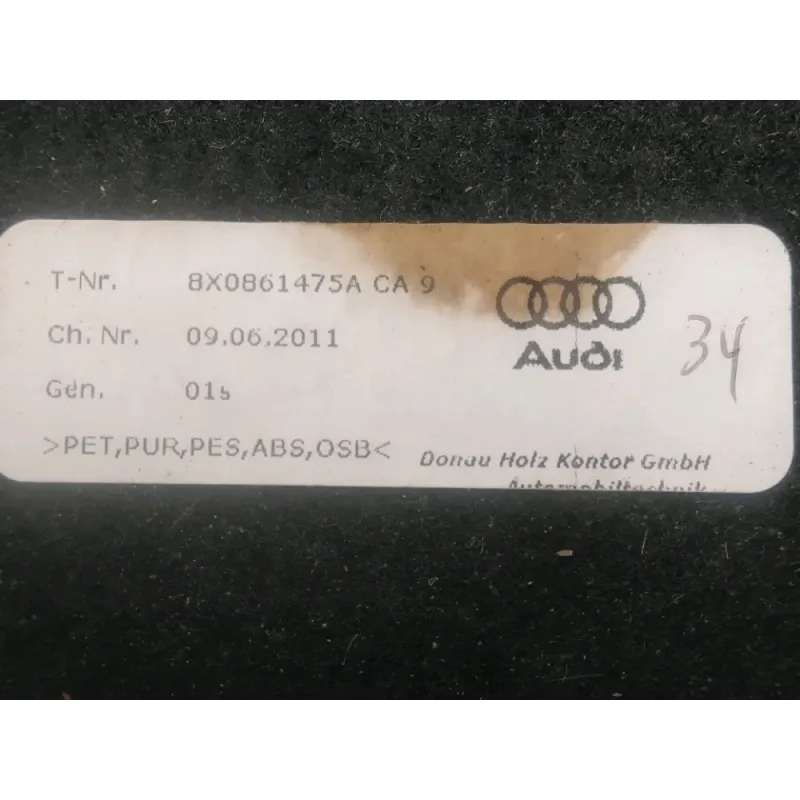 T-Nr. 8X0861475A CA 9
Ch. Nr. 09.06.2011
Gen. 01s
Audi
34
>PET,PUR,PES,ABS,OSB<
Donau Holz Kontor GmbH
Automobiltechnik